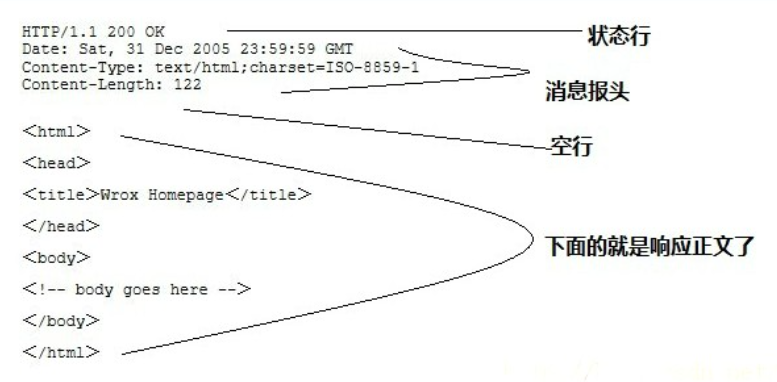 HTTP/1.1 200 OK
状态行
Date: Sat, 31 Dec 2005 23:59:59 GMT
Content-Type: text/html;charset=ISO-8859-1
Content-Length: 122
消息报头
空行
<html>
<head>
<title>Wrox Homepage</title>
</head>
下面的就是响应正文了
<body>
<!-- body goes here -->
</body>
</html>